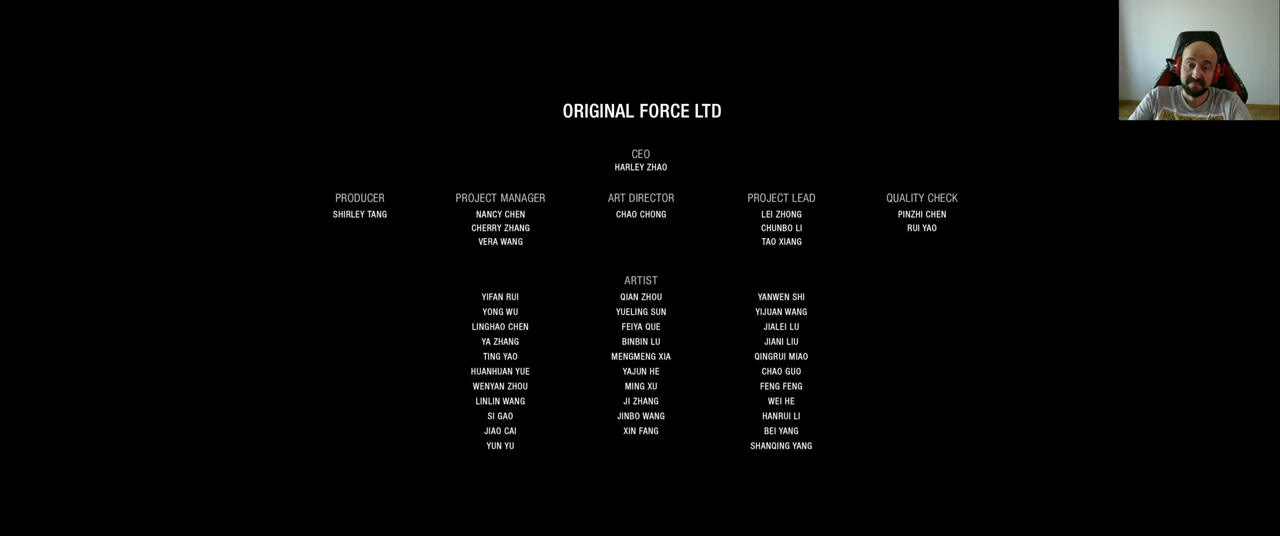 ORIGINAL FORCE LTD
CEO
HARLEY ZHAO
PRODUCER
SHIRLEY TANG
PROJECT MANAGER
NANCY CHEN
CHERRY ZHANG
VERA WANG
ART DIRECTOR
CHAO CHONG
PROJECT LEAD
LEI ZHONG
CHUNBO LI
TAO XIANG
QUALITY CHECK
PINZHI CHEN
RUI YAO
ARTIST
YIFAN RUI
YONG WU
LINGHAO CHEN
YA ZHANG
TING YAO
HUANHUAN YUE
WENYAN ZHOU
LINLIN WANG
SI GAO
JIAO CAI
YUN YU
QIAN ZHOU
YUELING SUN
FEIYA QUE
BINBIN LU
MENGMENG XIA
YAJUN HE
MING XU
JI ZHANG
JINBO WANG
XIN FANG
YANWEN SHI
YIJUAN WANG
JIALEI LU
JIANI LIU
QINGRUI MIAO
CHAO GUO
FENG FENG
WEI HE
HANRUI LI
BEI YANG
SHANQING YANG